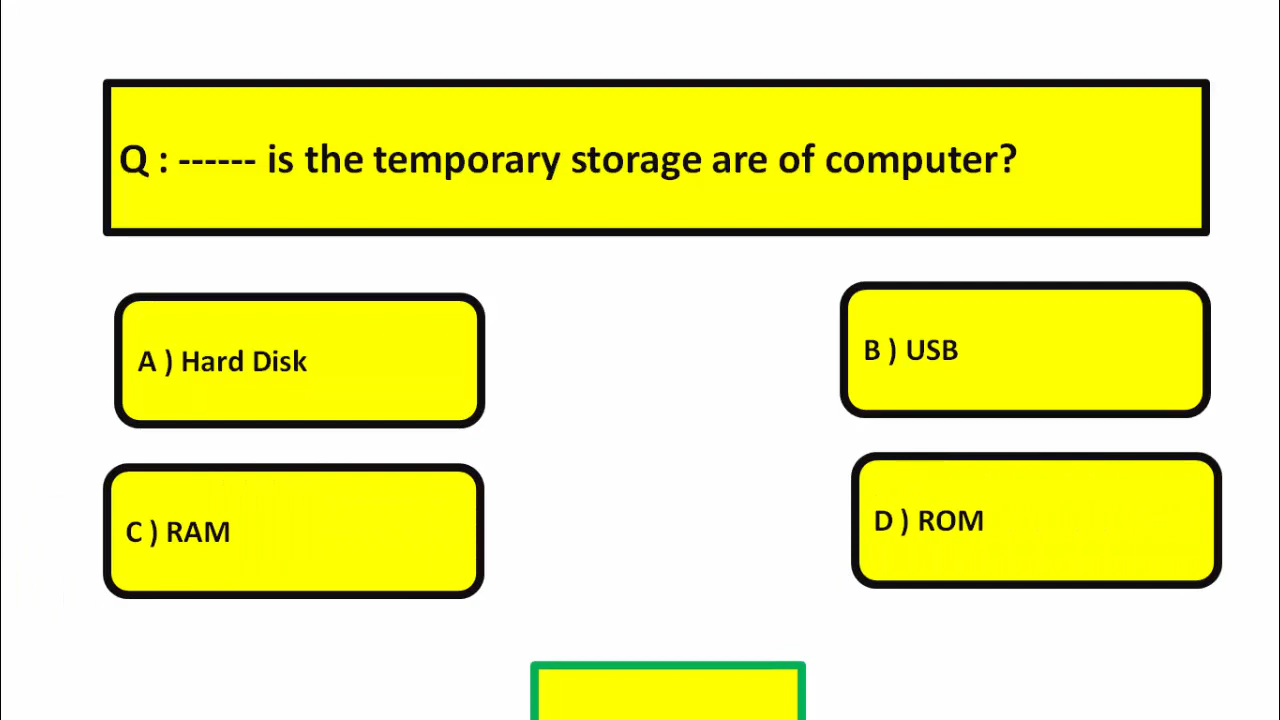 Q : ------ is the temporary storage are of computer?
A ) Hard Disk
B ) USB
C ) RAM
D ) ROM